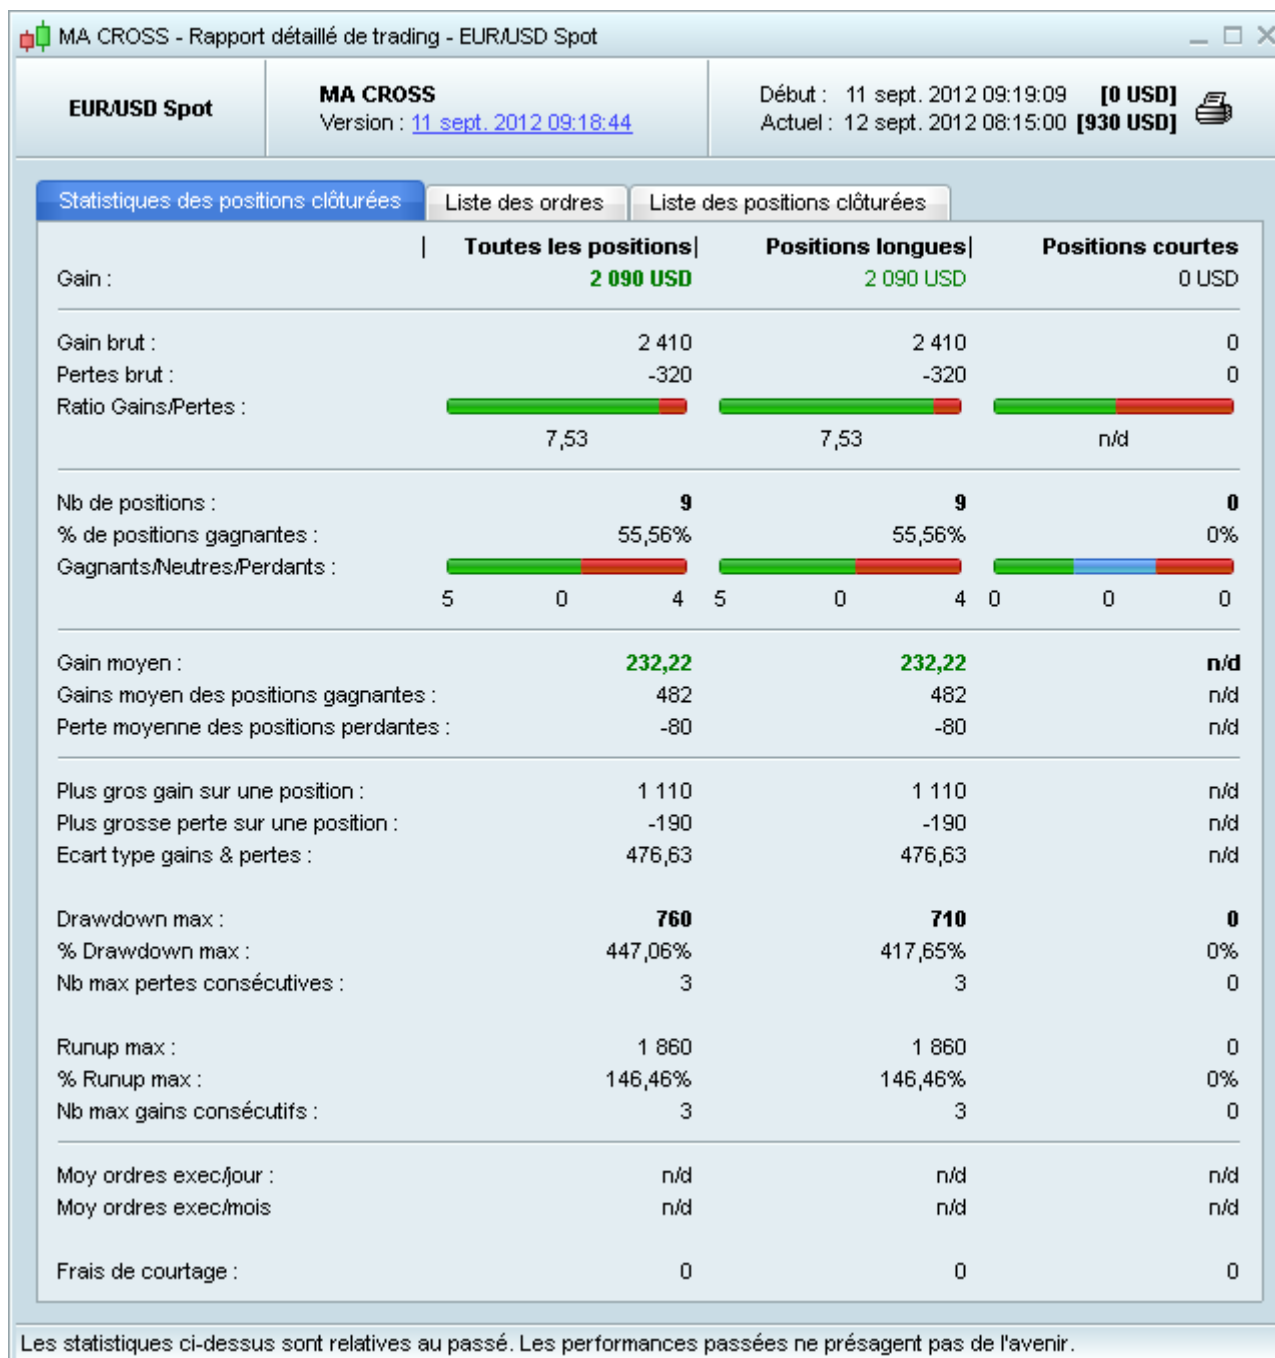 MA CROSS - Rapport détaillé de trading - EUR/USD Spot
EUR/USD Spot
MA CROSS
Version : 11 sept. 2012 09:18:44
Début : 11 sept. 2012 09:19:09 [0 USD]
Actuel : 12 sept. 2012 08:15:00 [930 USD]
Statistiques des positions clôturées Liste des ordres Liste des positions clôturées
Toutes les positions Positions longues Positions courtes
Gain : 2 090 USD 2 090 USD 0 USD
Gain brut : 2 410 2 410 0
Pertes brut : -320 -320 0
Ratio Gains/Pertes :
7,53 7,53 n/d
Nb de positions : 9 9 0
% de positions gagnantes : 55,56% 55,56% 0%
Gagnants/Neutres/Perdants :
5 0 4 5 0 4 0 0 0
Gain moyen : 232,22 232,22 n/d
Gains moyen des positions gagnantes : 482 482 n/d
Perte moyenne des positions perdantes : -80 -80 n/d
Plus gros gain sur une position : 1 110 1 110 n/d
Plus grosse perte sur une position : -190 -190 n/d
Ecart type gains & pertes : 476,63 476,63 n/d
Drawdown max : 760 710 0
% Drawdown max : 447,06% 417,65% 0%
Nb max pertes consécutives : 3 3 0
Runup max : 1 860 1 860 0
% Runup max : 146,46% 146,46% 0%
Nb max gains consécutifs : 3 3 0
Moy ordres exec/jour : n/d n/d n/d
Moy ordres exec/mois n/d n/d n/d
Frais de courtage : 0 0 0
Les statistiques ci-dessus sont relatives au passé. Les performances passées ne présagent pas de l'avenir.